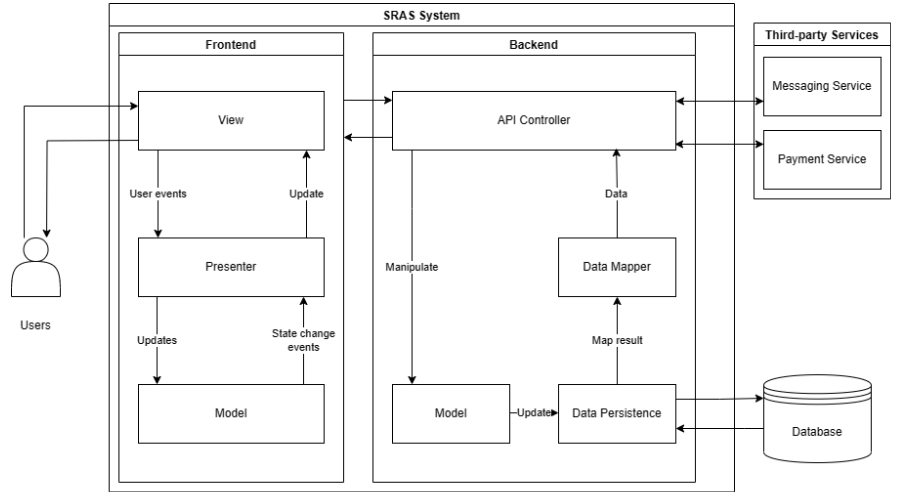 SRAS System
Frontend
Backend
Third-party Services
View
API Controller
Messaging Service
Payment Service
User events
Update
Data
Presenter
Manipulate
Data Mapper
Users
Updates
State change
events
Map result
Model
Model
Update
Data Persistence
Database